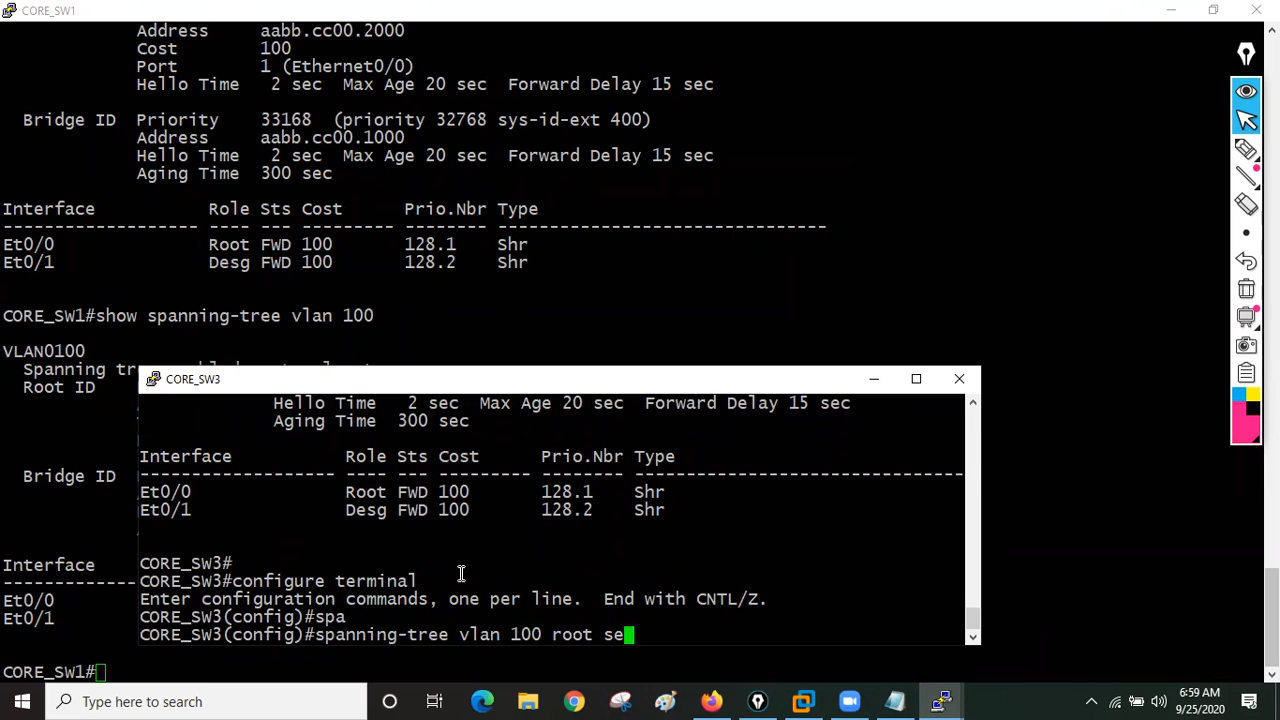 CORE_SW1
Address aabb.cc00.2000
Cost 100
Port 1 (Ethernet0/0)
Hello Time 2 sec Max Age 20 sec Forward Delay 15 sec
Bridge ID Priority 33168 (priority 32768 sys-id-ext 400)
Address aabb.cc00.1000
Hello Time 2 sec Max Age 20 sec Forward Delay 15 sec
Aging Time 300 sec
Interface Role Sts Cost Prio.Nbr Type
------------------- ---- --- --------- -------- --------------------------------
Et0/0 Root FWD 100 128.1 Shr
Et0/1 Desg FWD 100 128.2 Shr
CORE_SW1#show spanning-tree vlan 100
VLAN0100
Spanning
Root ID
Bridge ID
Interface
Et0/0
Et0/1
CORE_SW1#
CORE_SW3
Hello Time 2 sec Max Age 20 sec Forward Delay 15 sec
Aging Time 300 sec
Interface Role Sts Cost Prio.Nbr Type
------------------- ---- --- --------- -------- --------------------------------
Et0/0 Root FWD 100 128.1 Shr
Et0/1 Desg FWD 100 128.2 Shr
CORE_SW3#
CORE_SW3#configure terminal
Enter configuration commands, one per line. End with CNTL/Z.
CORE_SW3(config)#spa
CORE_SW3(config)#spanning-tree vlan 100 root se
Type here to search
6:59 AM
9/25/2020